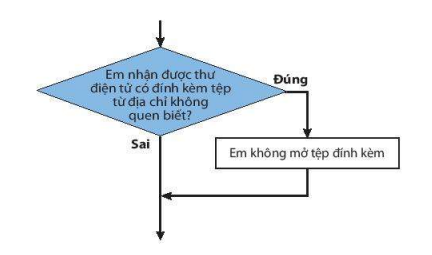 Em nhận được thư
điện tử có đính kèm tệp
từ địa chỉ không
quen biết?
Đúng
Sai
Em không mở tệp đính kèm